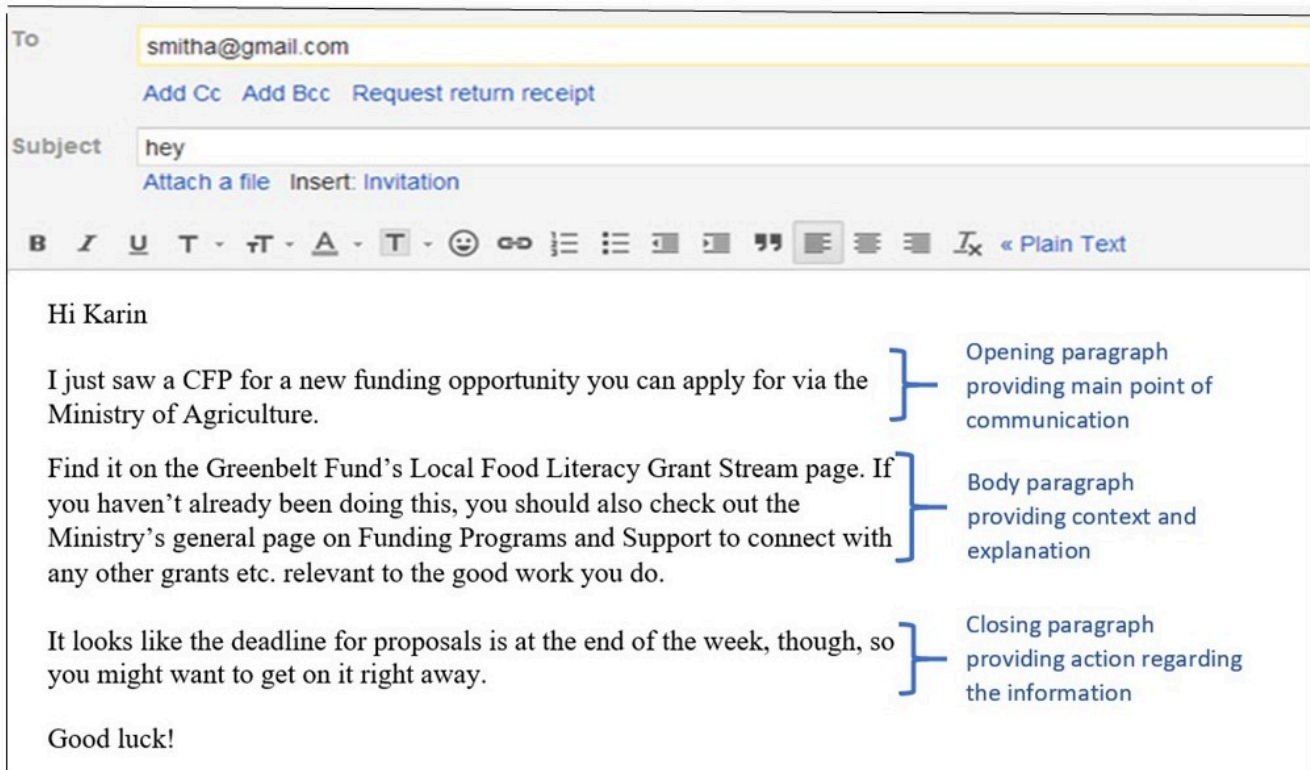 To
smitha@gmail.com
Add Cc Add Bcc Request return receipt
Subject
hey
Attach a file Insert: Invitation
B I U T T A T Tx « Plain Text
Hi Karin
I just saw a CFP for a new funding opportunity you can apply for via the
Ministry of Agriculture.
Opening paragraph
providing main point of
communication
Find it on the Greenbelt Fund’s Local Food Literacy Grant Stream page. If
you haven’t already been doing this, you should also check out the
Ministry’s general page on Funding Programs and Support to connect with
any other grants etc. relevant to the good work you do.
Body paragraph
providing context and
explanation
It looks like the deadline for proposals is at the end of the week, though, so
you might want to get on it right away.
Closing paragraph
providing action regarding
the information
Good luck!